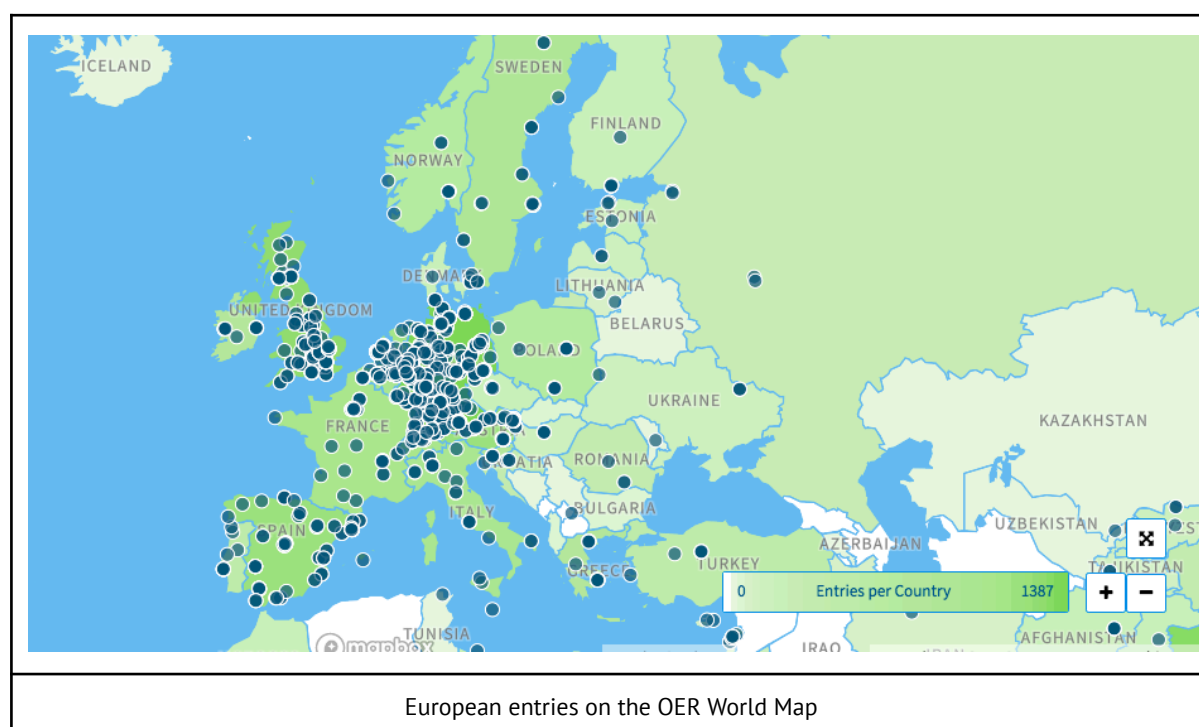 ICELAND
SWEDEN
FINLAND
NORWAY
ESTONIA
DENMARK
LITHUANIA
UNITED KINGDOM
BELARUS
POLAND
UKRAINE
KAZAKHSTAN
FRANCE
AUSTRIA
CROATIA
ROMANIA
ITALY
BULGARIA
SPAIN
UZBEKISTAN
AZERBAIJAN
TURKEY
GREECE
TAJIKISTAN
0 Entries per Country 1387
+ −
TUNISIA
AFGHANISTAN
mapbox
IRAQ
IRAN
European entries on the OER World Map